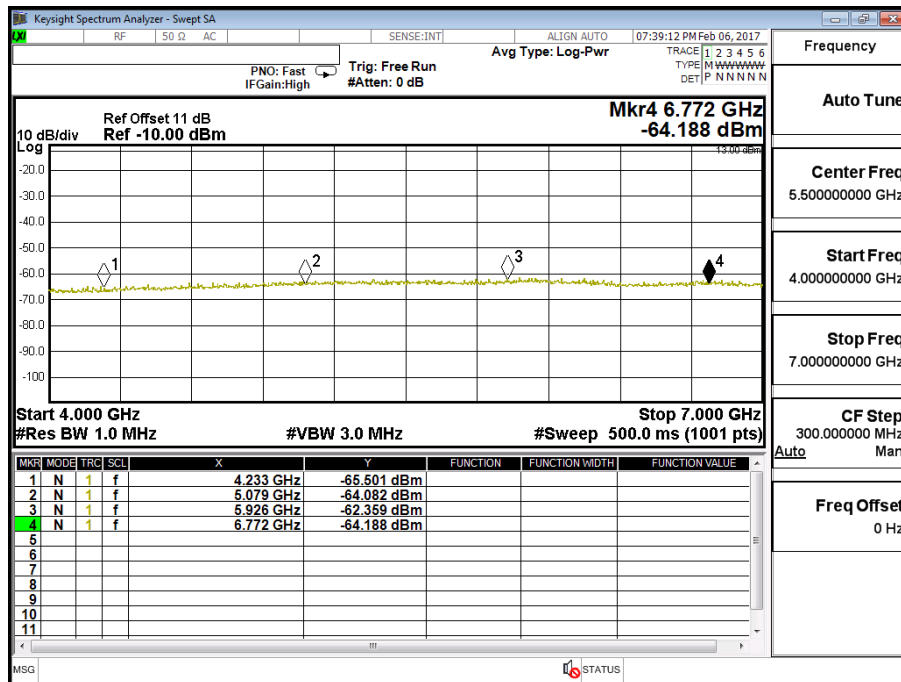 Keysight Spectrum Analyzer - Swept SA
LXI RF 50 Ω AC SENSE:INT ALIGN AUTO 07:39:12 PM Feb 06, 2017
Frequency
Avg Type: Log-Pwr
TRACE 1 2 3 4 5 6
PNO: Fast
Trig: Free Run
TYPE M WWWWW
IFGain:High
#Atten: 0 dB
DET P N N N N N
Auto Tune
Ref Offset 11 dB
Mkr4 6.772 GHz
10 dB/div Ref -10.00 dBm
-64.188 dBm
Log
-13.00 dBm
-20.0
-30.0
-40.0
-50.0
-60.0
-70.0
-80.0
-90.0
-100
1
2
3
4
Start 4.000 GHz
Stop 7.000 GHz
#Res BW 1.0 MHz
#VBW 3.0 MHz
#Sweep 500.0 ms (1001 pts)
Center Freq
5.500000000 GHz
Start Freq
4.000000000 GHz
Stop Freq
7.000000000 GHz
CF Step
300.000000 MHz
Auto Man
Freq Offset
0 Hz
MKR MODE TRC SCL X Y FUNCTION FUNCTION WIDTH FUNCTION VALUE
1 N 1 f 4.233 GHz -65.501 dBm
2 N 1 f 5.079 GHz -64.082 dBm
3 N 1 f 5.926 GHz -62.359 dBm
4 N 1 f 6.772 GHz -64.188 dBm
5
6
7
8
9
10
11
MSG
STATUS